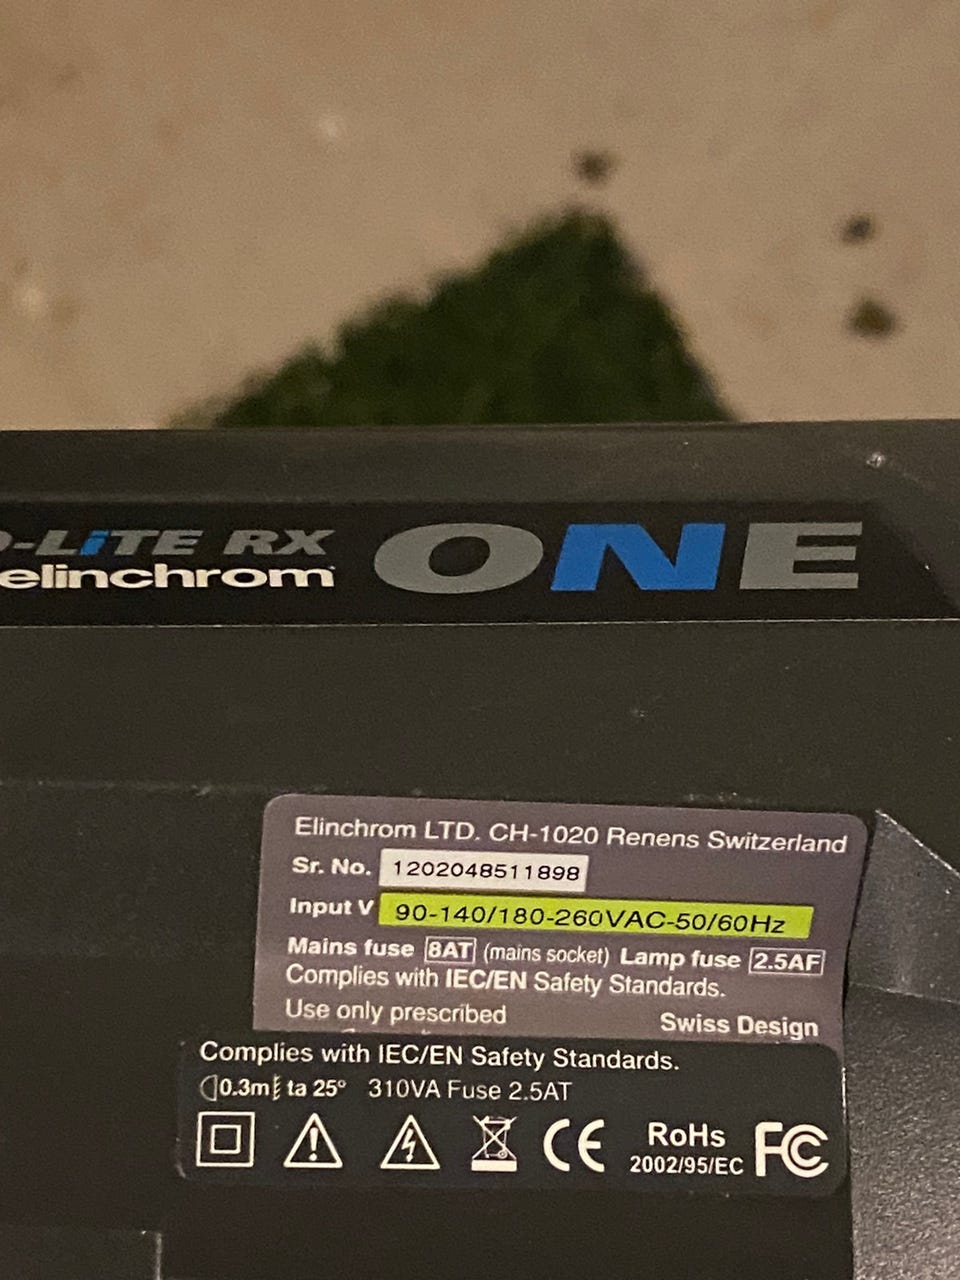 -LiTE RX
elinchrom
ONE
Elinchrom LTD. CH-1020 Renens Switzerland
Sr. No. 1202048511898
Input V 90-140/180-260VAC-50/60Hz
Mains fuse 8AT (mains socket) Lamp fuse 2.5AF
Complies with IEC/EN Safety Standards.
Use only prescribed
Swiss Design
Complies with IEC/EN Safety Standards.
0.3m ta 25° 310VA Fuse 2.5AT
CE RoHs FC
2002/95/EC